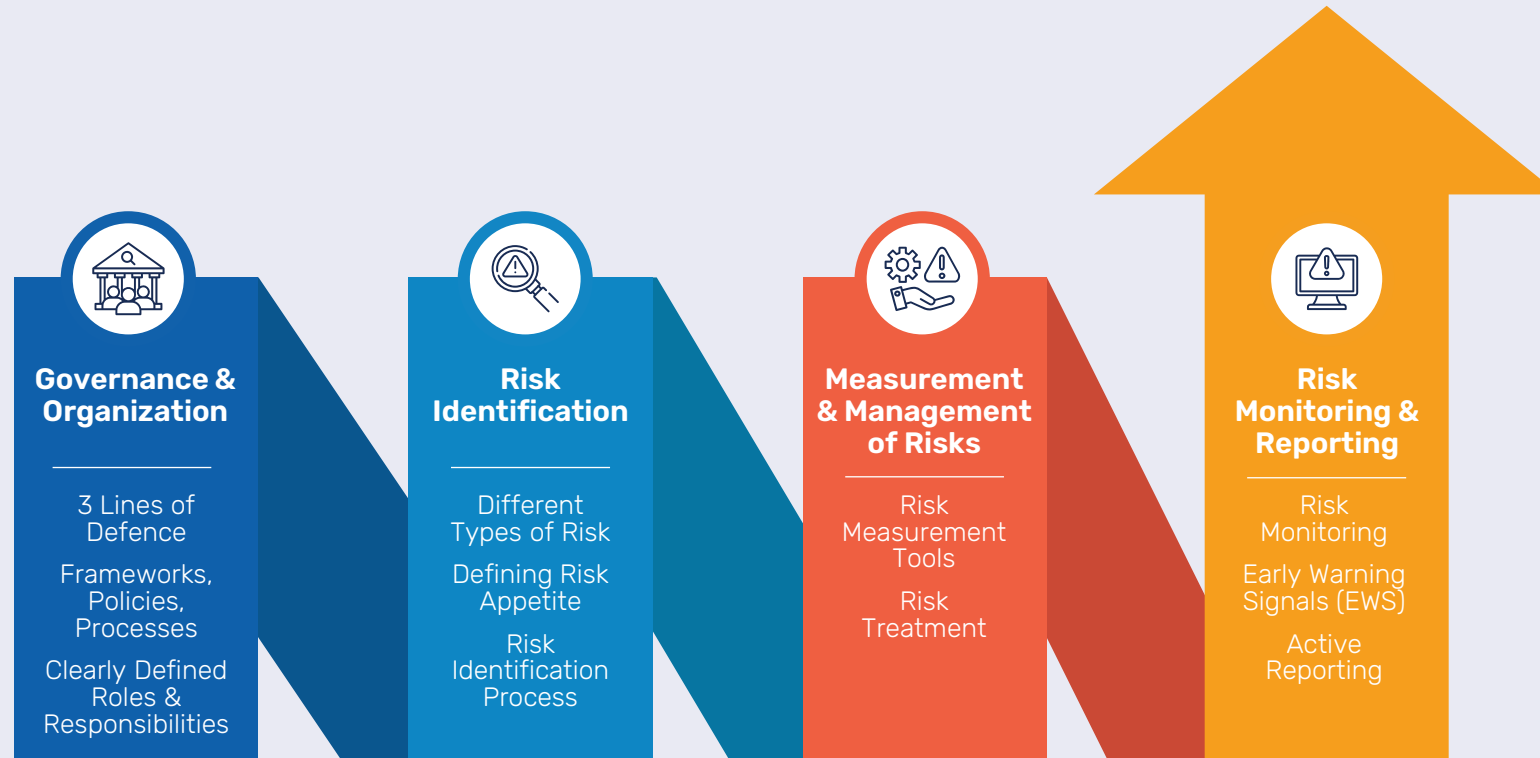 Governance &
Organization
3 Lines of
Defence
Frameworks,
Policies,
Processes
Clearly Defined
Roles &
Responsibilities
Risk
Identification
Different
Types of Risk
Defining Risk
Appetite
Risk
Identification
Process
Measurement
& Management
of Risks
Risk
Measurement
Tools
Risk
Treatment
Risk
Monitoring &
Reporting
Risk
Monitoring
Early Warning
Signals (EWS)
Active
Reporting